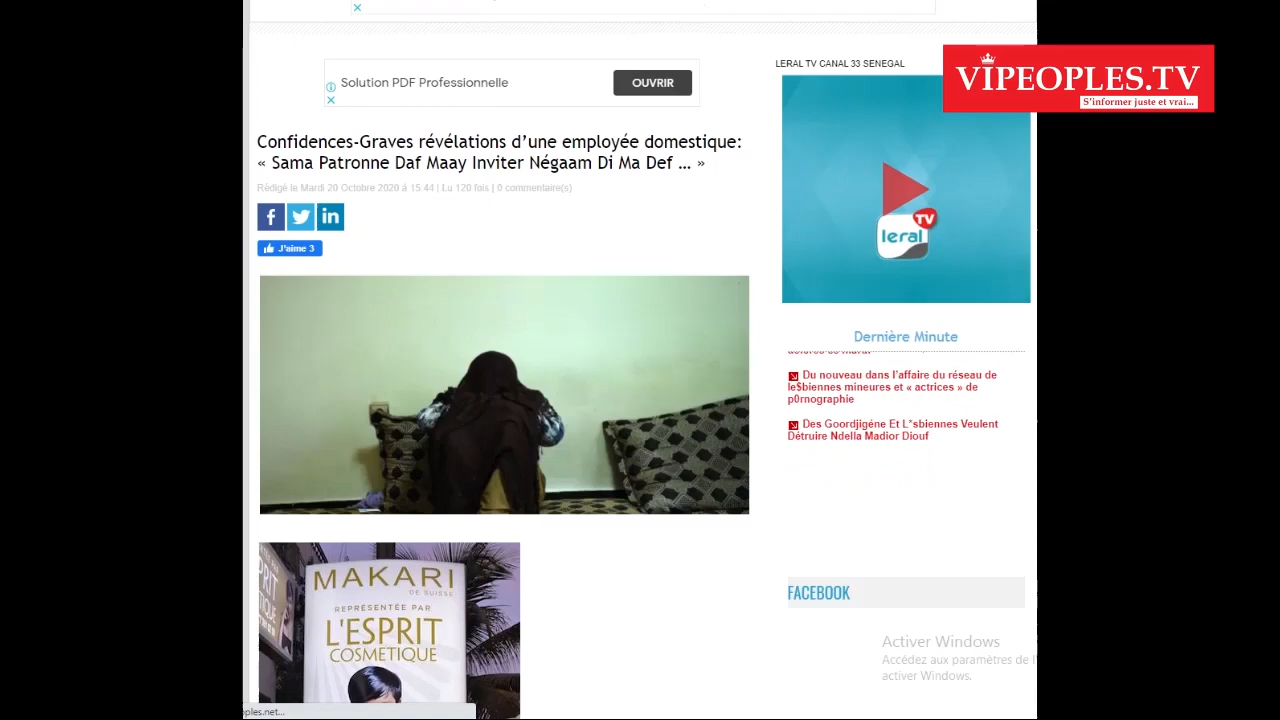 Solution PDF Professionnelle
OUVRIR
LERAL TV CANAL 33 SENEGAL
VIPEOPLES.TV
S'informer juste et vrai...
Confidences-Graves révélations d'une employée domestique:
« Sama Patronne Daf Maay Inviter Négaam Di Ma Def ... »
Rédigé le Mardi 20 Octobre 2020 à 15:44 | Lu 120 fois | 0 commentaire(s)
J'aime 3
leral TV
Dernière Minute
Du nouveau dans l'affaire du réseau de
le$biennes mineures et « actrices » de
p0rnographie
Des Goordjigéne Et L*sbiennes Veulent
Détruire Ndella Madior Diouf
MAKARI
DE SUISSE
REPRÉSENTÉE PAR
L'ESPRIT
COSMETIQUE
FACEBOOK
Activer Windows
Accédez aux paramètres de l
activer Windows.
ples.net...